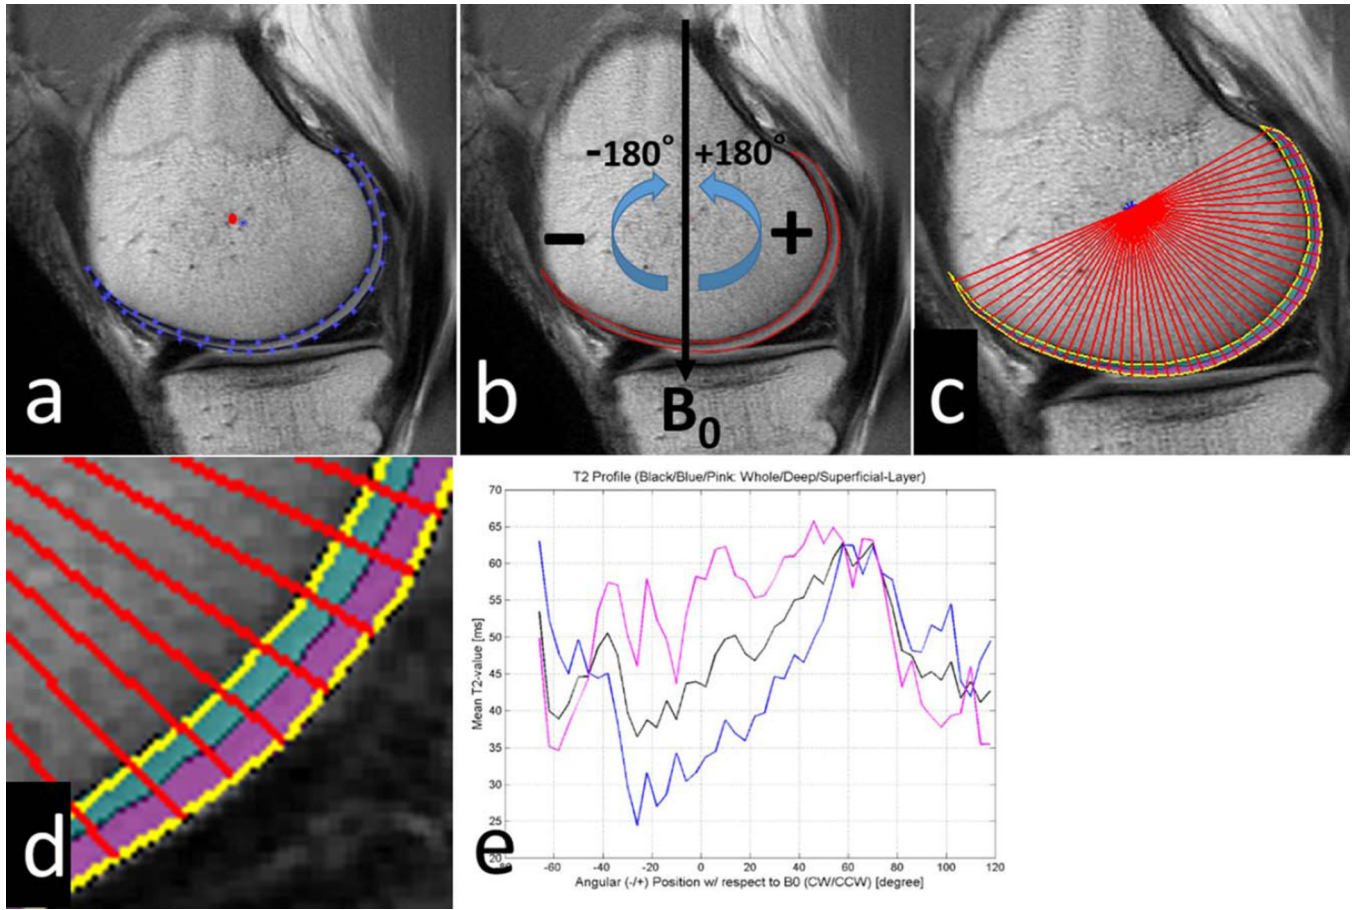 a
-180° +180°
- +
B0
b
c
d
T2 Profile (Black/Blue/Pink: Whole/Deep/Superficial-Layer)
70
65
60
55
50
45
40
35
30
25
20
Mean T2-value [ms]
-60 -40 -20 0 20 40 60 80 100 120
Angular (-/+) Position w/ respect to B0 (CW/CCW) [degree]
e